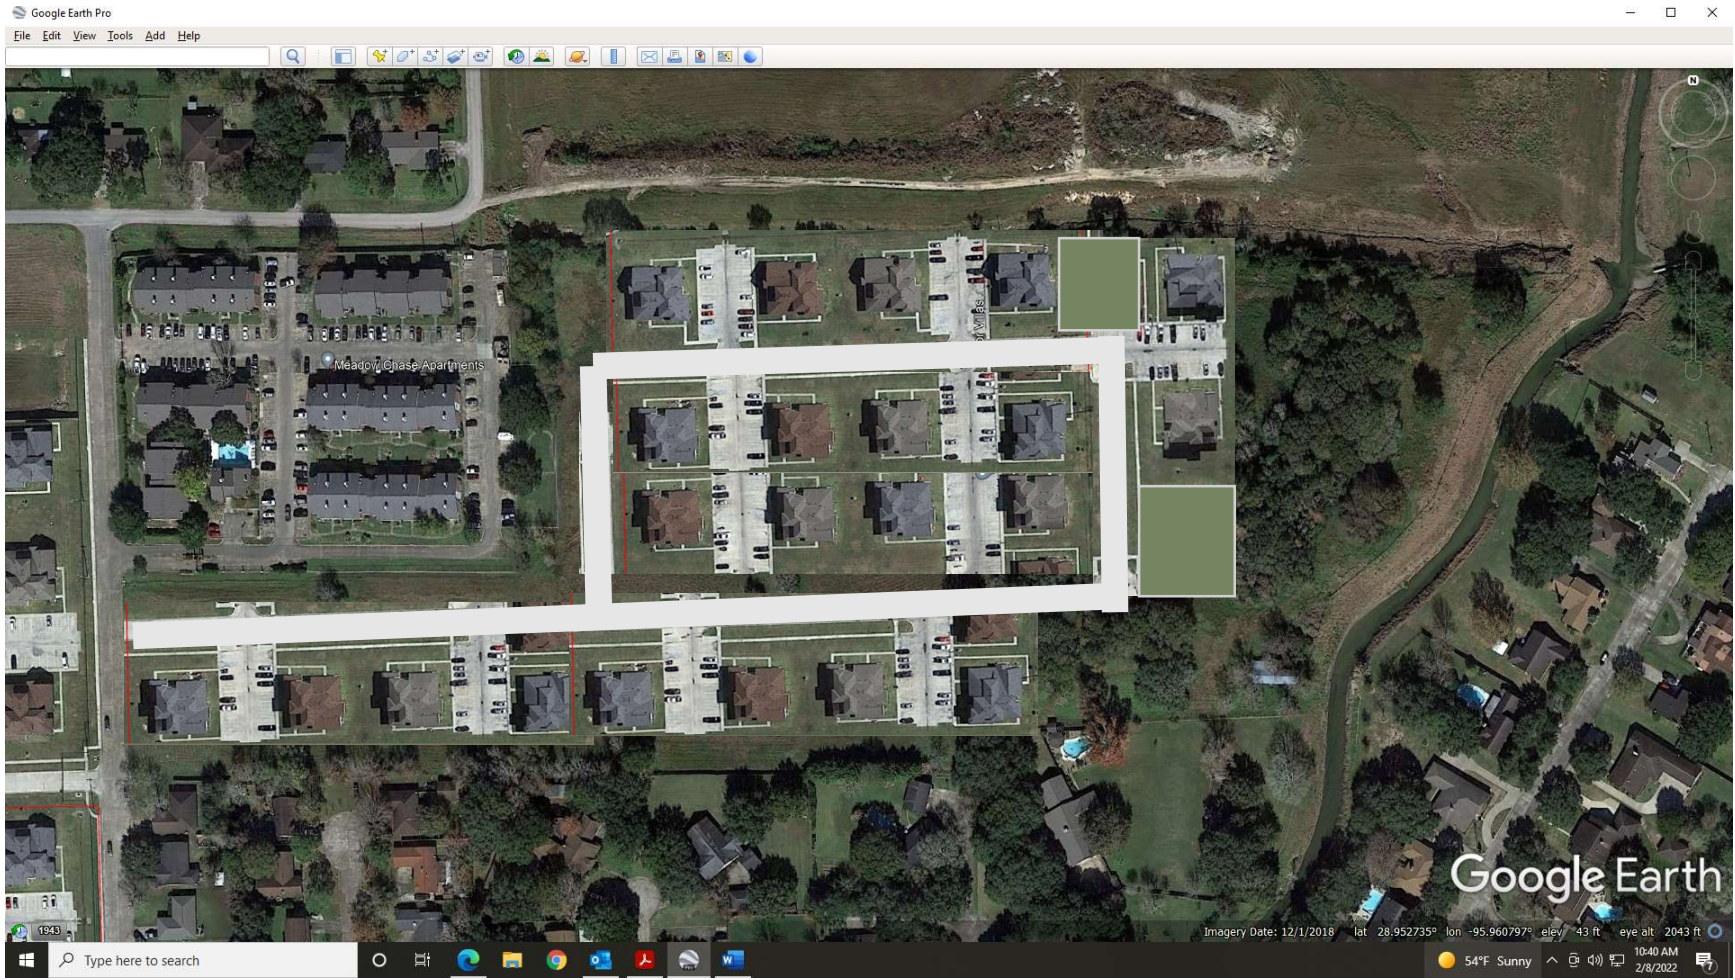 Google Earth Pro
File Edit View Tools Add Help
N
Villas
Meadow Chase Apartments
Google Earth
1943
Imagery Date: 12/1/2018 lat 28.952735° lon -95.960797° elev 43 ft eye alt 2043 ft
Type here to search
54°F Sunny
10:40 AM
2/8/2022
7